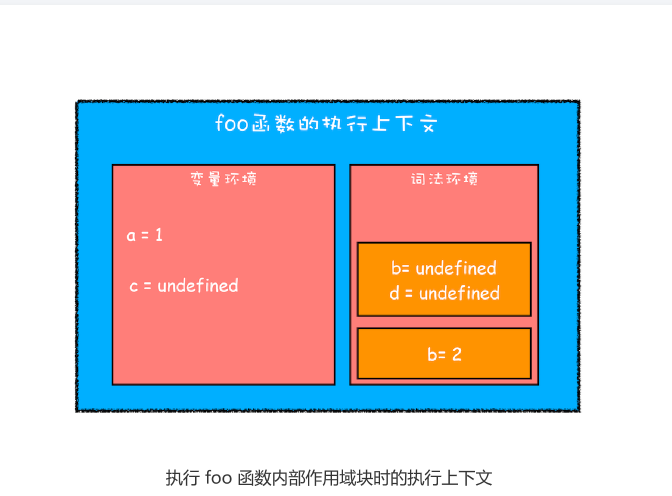 foo函数的执行上下文
变量环境
a = 1
c = undefined
词法环境
b= undefined
d = undefined
b= 2
执行 foo 函数内部作用域块时的执行上下文